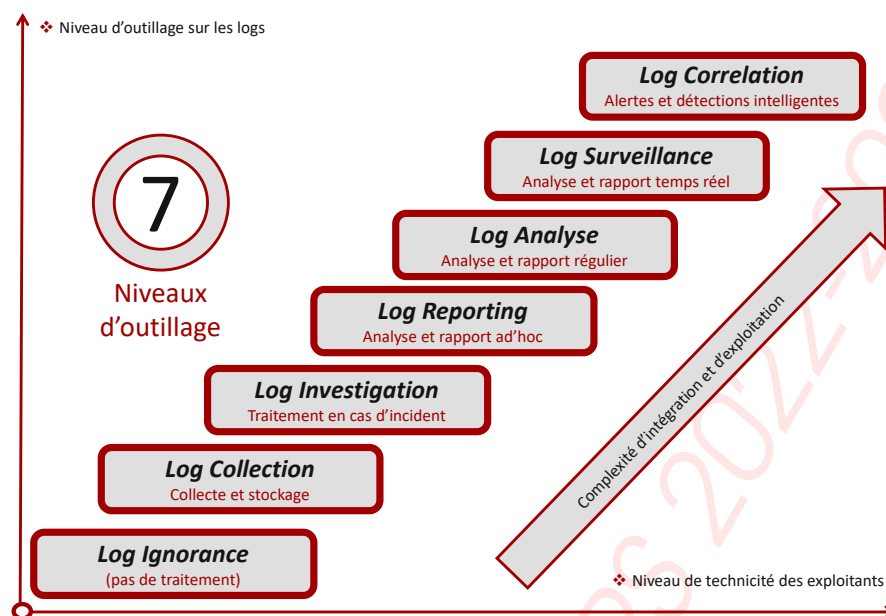 ❖ Niveau d'outillage sur les logs
Log Correlation
Alertes et détections intelligentes
Log Surveillance
Analyse et rapport temps réel
7
Niveaux
d'outillage
Log Analyse
Analyse et rapport régulier
Log Reporting
Analyse et rapport ad'hoc
Log Investigation
Traitement en cas d'incident
Log Collection
Collecte et stockage
Log Ignorance
(pas de traitement)
Complexité d'intégration et d'exploitation
❖ Niveau de technicité des exploitants